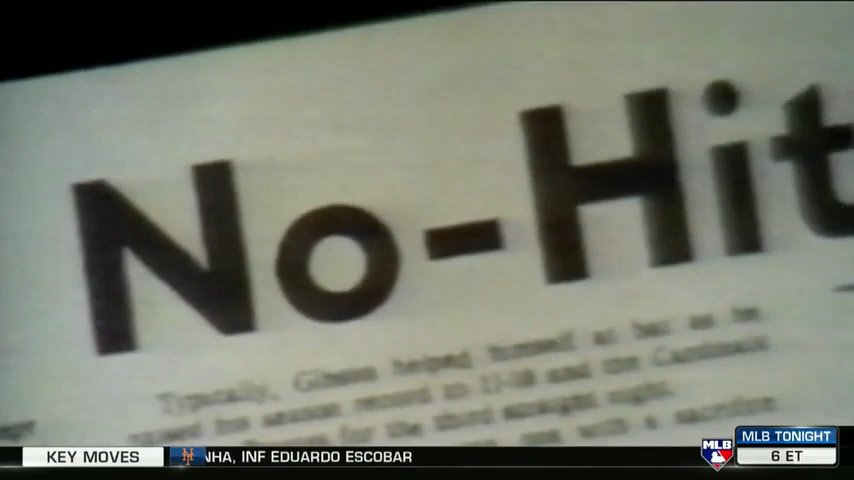 No-Hit
Typically, Gibson helped himself at bat as he
raised his season record to 11-10 and the Cardinals
for the third straight night.
with a sacrifice
KEY MOVES
NHA, INF EDUARDO ESCOBAR
MLB
MLB TONIGHT
6 ET